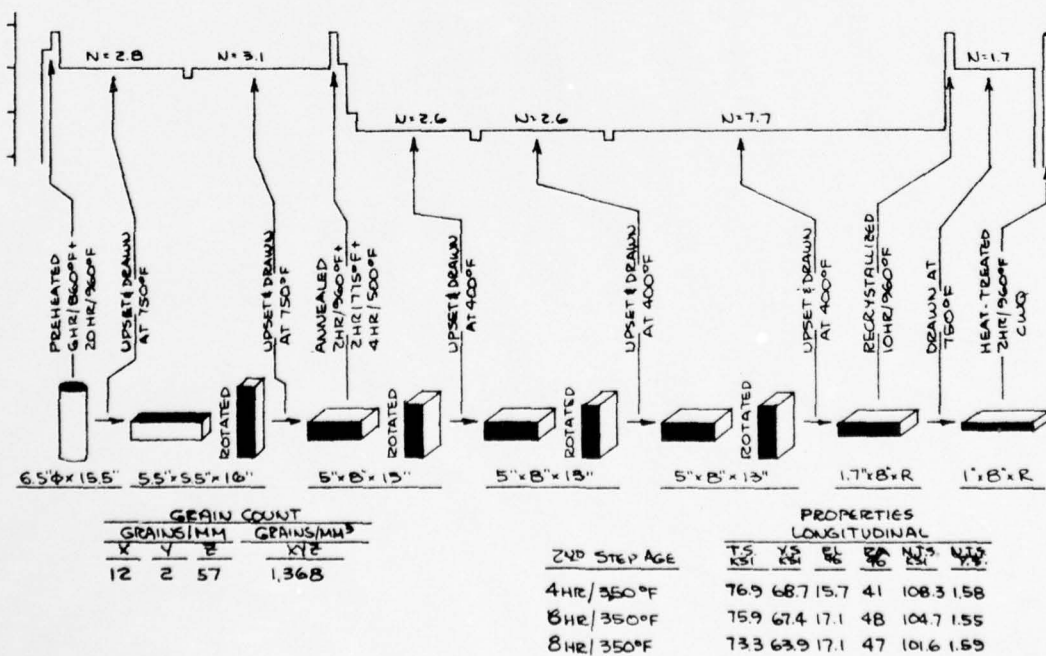 N=2.8
N=3.1
N=1.7
N=2.6
N=2.6
N=7.7
PREHEATED
6HR/860°F+
20HR/960°F
UPSET & DRAWN
AT 750°F
UPSET & DRAWN
AT 750°F
ANNEALED
2HR/960°F+
2HR/775°F+
4HR/500°F
UPSET & DRAWN
AT 400°F
UPSET & DRAWN
AT 400°F
UPSET & DRAWN
AT 400°F
RECRYSTALLIZED
10HR/960°F
DRAWN AT
750°F
HEAT-TREATED
2HR/960°F
CWQ
ROTATED
ROTATED
ROTATED
ROTATED
6.5"Φ x 15.5"
5.5"x 5.5"x 16"
5"x 8"x 13"
5"x 8"x 13"
5"x 8"x 13"
1.7"x 8"x R
1"x 8"x R
GRAIN COUNT
GRAINS/MM GRAINS/MM³
X Y Z XYZ
12 2 57 1,368
PROPERTIES
LONGITUDINAL
2ND STEP AGE T.S. KSI Y.S. KSI EL % RA % N.T.S. KSI N.T.S. Y.S.
4HR/350°F 76.9 68.7 15.7 41 108.3 1.58
8HR/350°F 75.9 67.4 17.1 48 104.7 1.55
8HR/350°F 73.3 63.9 17.1 47 101.6 1.59